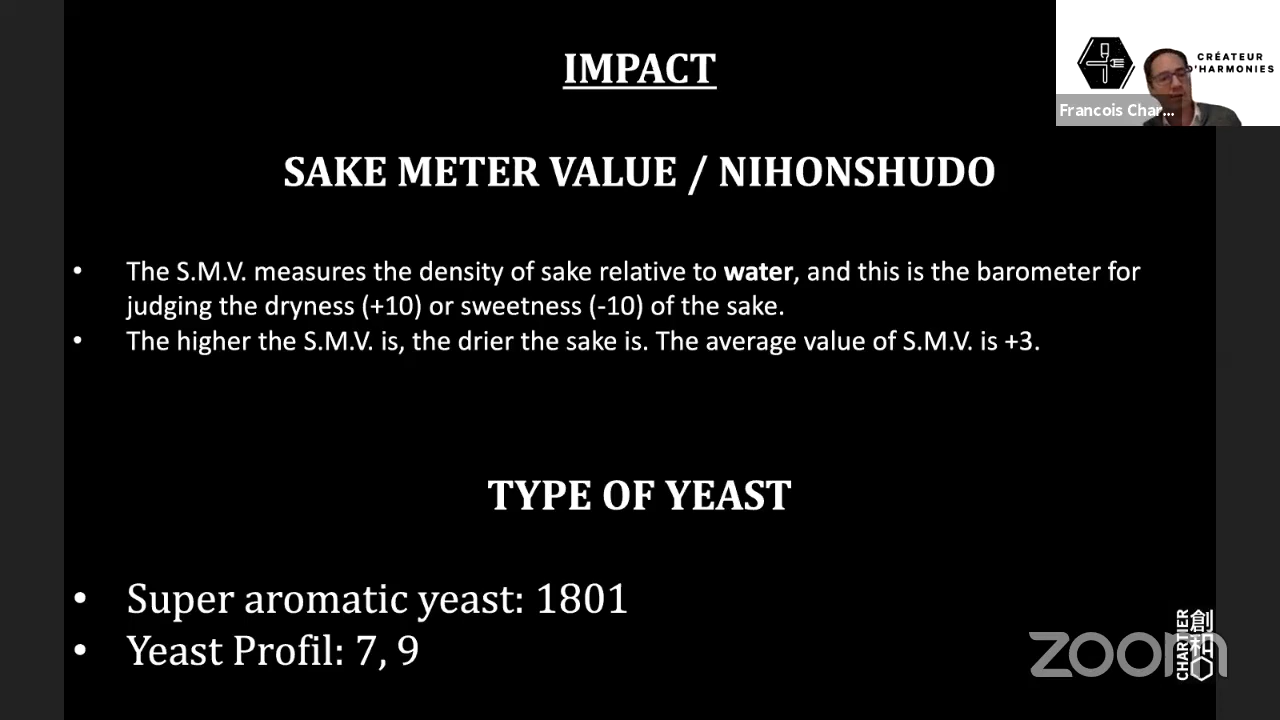 IMPACT
CRÉATEUR
D'HARMONIES
Francois Char...
SAKE METER VALUE / NIHONSHUDO
• The S.M.V. measures the density of sake relative to water, and this is the barometer for
judging the dryness (+10) or sweetness (-10) of the sake.
• The higher the S.M.V. is, the drier the sake is. The average value of S.M.V. is +3.
TYPE OF YEAST
• Super aromatic yeast: 1801
• Yeast Profil: 7, 9
CHARTIER
創和
zoom